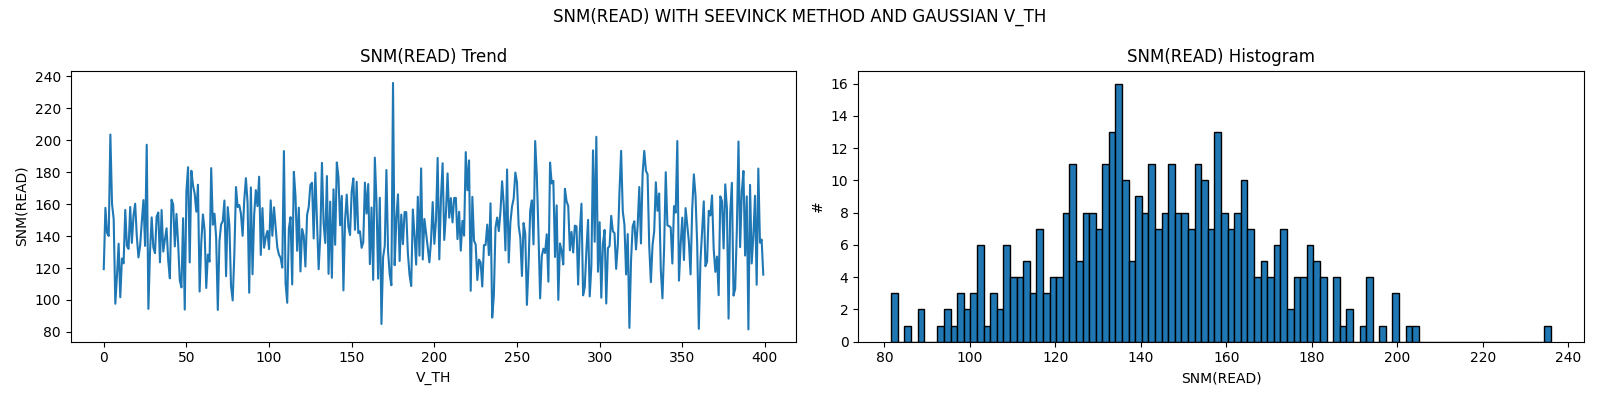 SNM(READ) WITH SEEVINCK METHOD AND GAUSSIAN V_TH
SNM(READ) Trend
SNM(READ)
240
220
200
180
160
140
120
100
80
0 50 100 150 200 250 300 350 400
V_TH
SNM(READ) Histogram
#
16
14
12
10
8
6
4
2
0
80 100 120 140 160 180 200 220 240
SNM(READ)